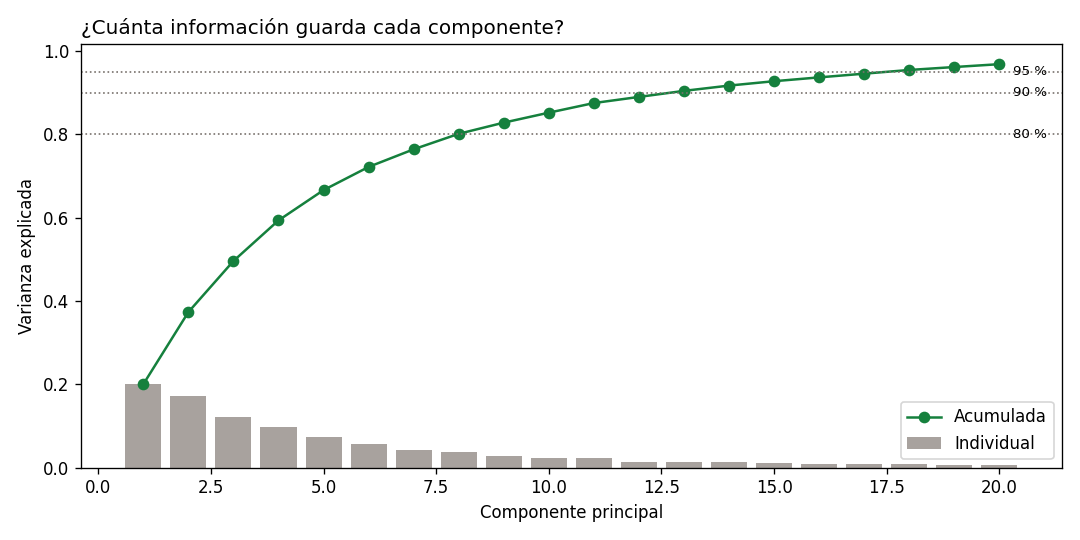 ¿Cuánta información guarda cada componente?
Varianza explicada
1.0
0.8
0.6
0.4
0.2
0.0
95 %
90 %
80 %
Acumulada
Individual
0.0 2.5 5.0 7.5 10.0 12.5 15.0 17.5 20.0
Componente principal